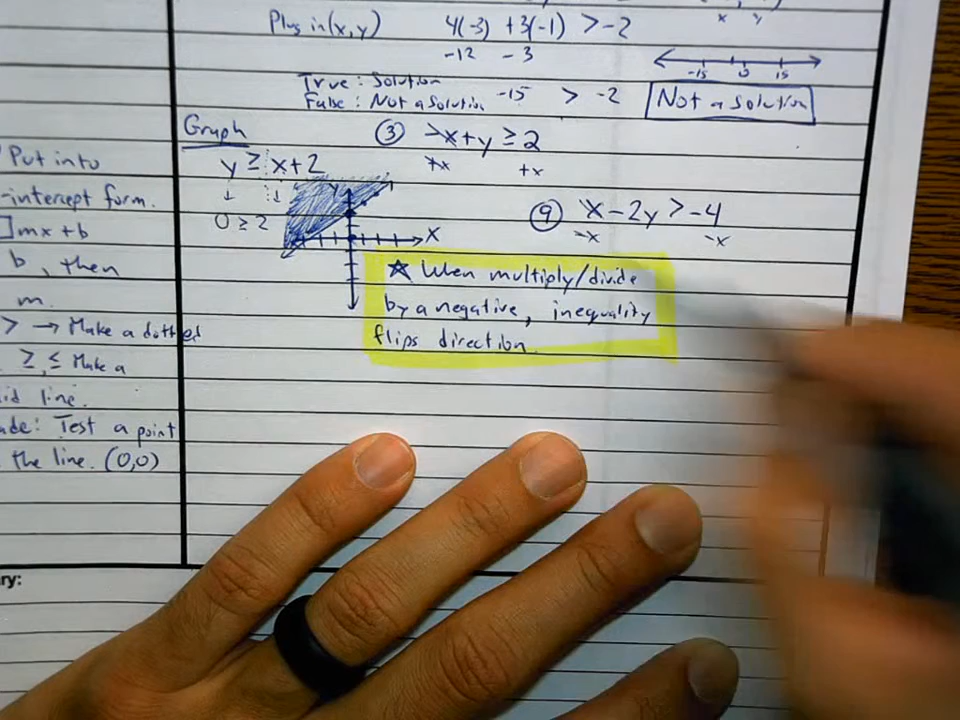 Plug in (x,y) 4(-3) + 3(-1) > -2
x y
-12 - 3
-15 0 15
True: Solution
False: Not a Solution -15 > -2 Not a Solution
Graph ③ -x+y ≥ 2
+x +x
y ≥ x+2
0 ≥ 2
y
x
⑨ x - 2y > -4
-x -x
★ When multiply/divide
by a negative, inequality
flips direction.
Put into
-intercept form.
mx + b
b, then
m.
> → Make a dotted
≥, ≤ Make a
line.
Test a point
the line. (0,0)
ry: